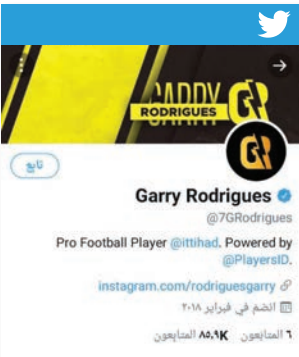 GARRY
RODRIGUES
GR
GR
تابع
Garry Rodrigues
@7GRodrigues
Pro Football Player @ittihad. Powered by
@PlayersID.
instagram.com/rodriguesgarry
انضم في فبراير ٢٠١٨
٦ المتابعون ٨٥,٩K المتابعون